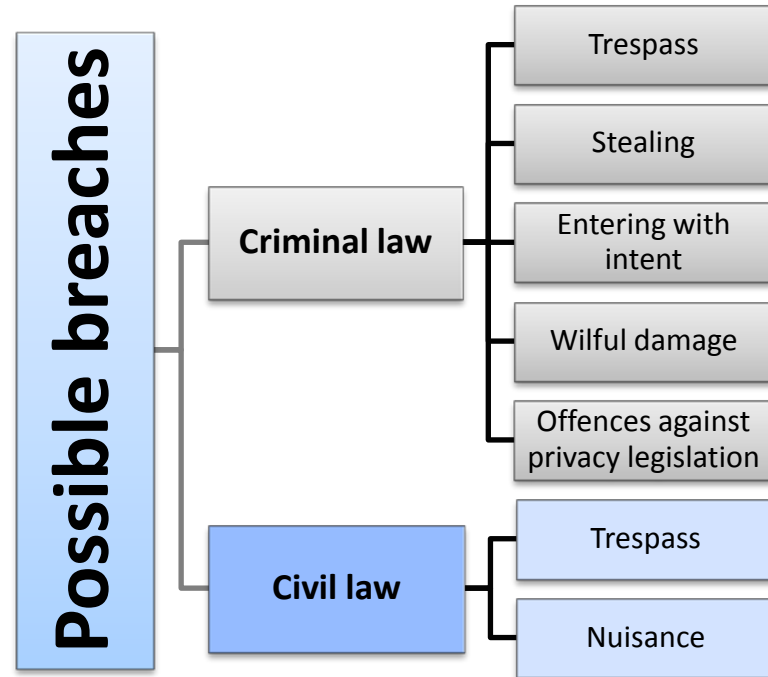 Possible breaches
Criminal law
Trespass
Stealing
Entering with
intent
Wilful damage
Offences against
privacy legislation
Civil law
Trespass
Nuisance